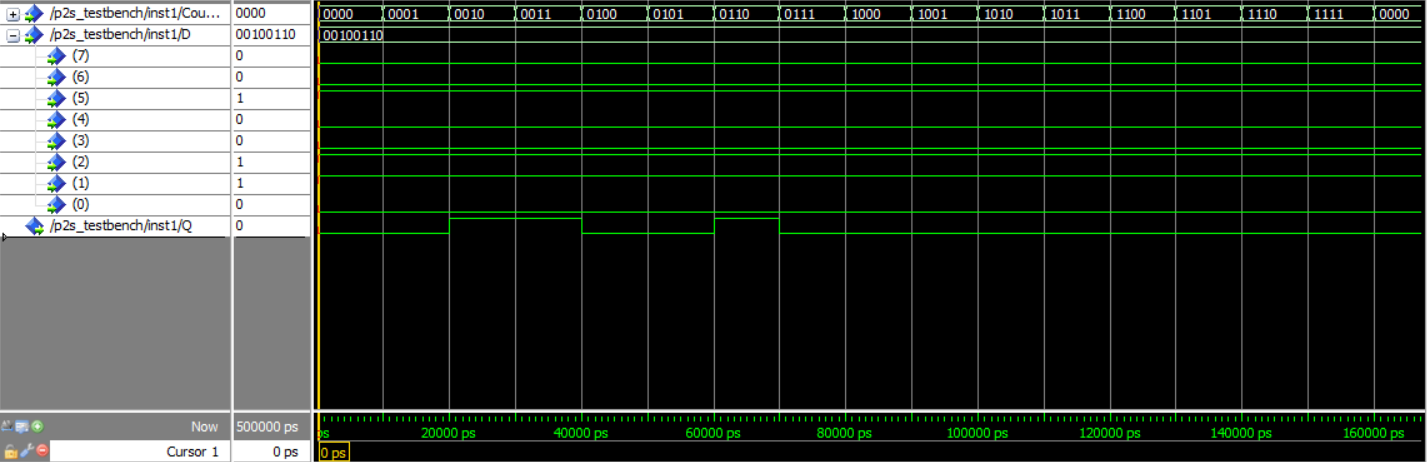 /p2s_testbench/inst1/Cou... 0000 0000 0001 0010 0011 0100 0101 0110 0111 1000 1001 1010 1011 1100 1101 1110 1111 0000
/p2s_testbench/inst1/D 00100110 00100110
(7) 0
(6) 0
(5) 1
(4) 0
(3) 0
(2) 1
(1) 1
(0) 0
/p2s_testbench/inst1/Q 0
Now 500000 ps ps 20000 ps 40000 ps 60000 ps 80000 ps 100000 ps 120000 ps 140000 ps 160000 ps
Cursor 1 0 ps 0 ps